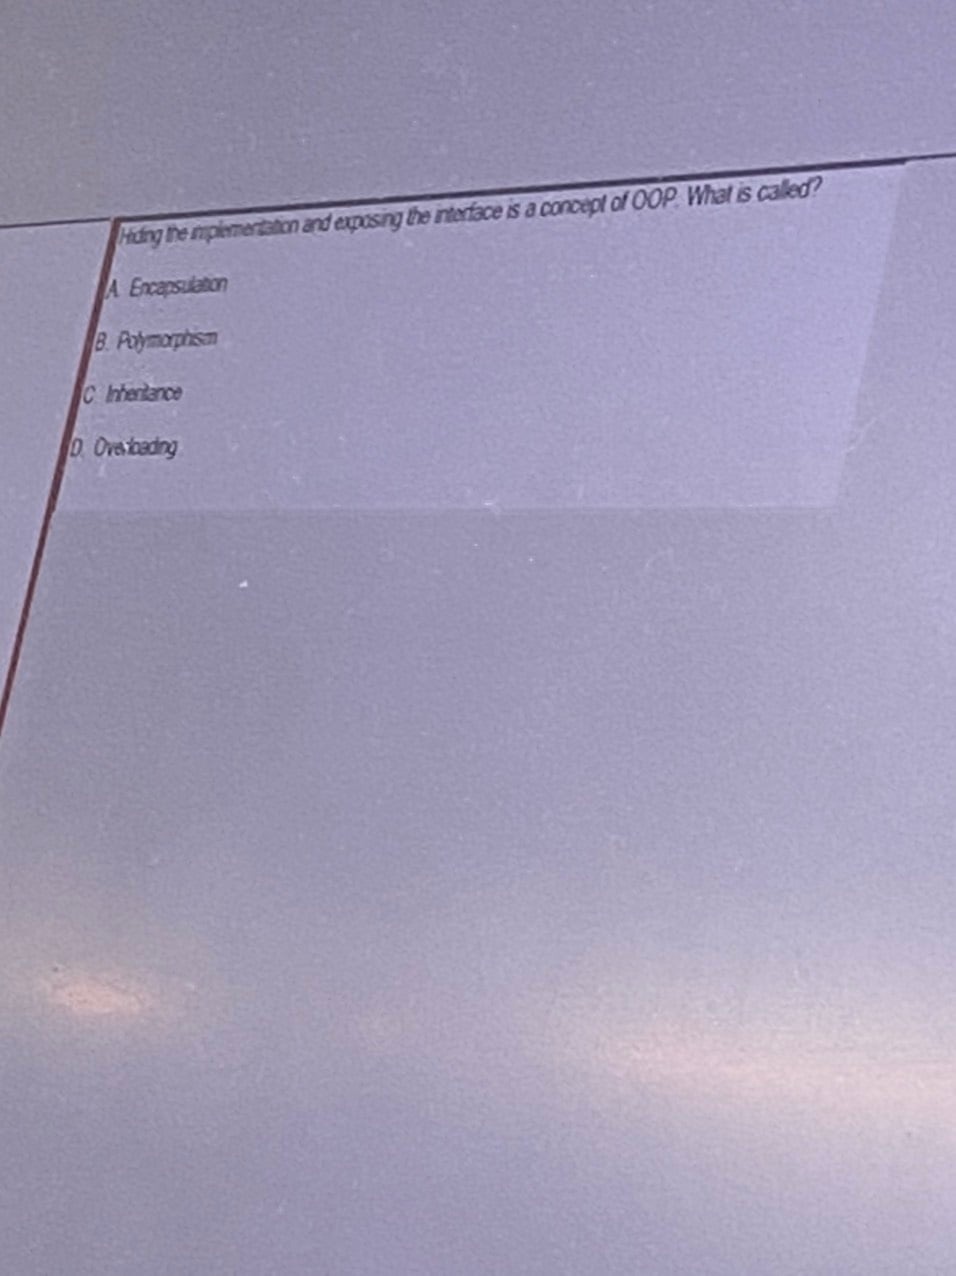 Hiding the implementation and exposing the interface is a concept of OOP. What is called?
A. Encapsulation
B. Polymorphism
C. Inheritance
D. Overloading